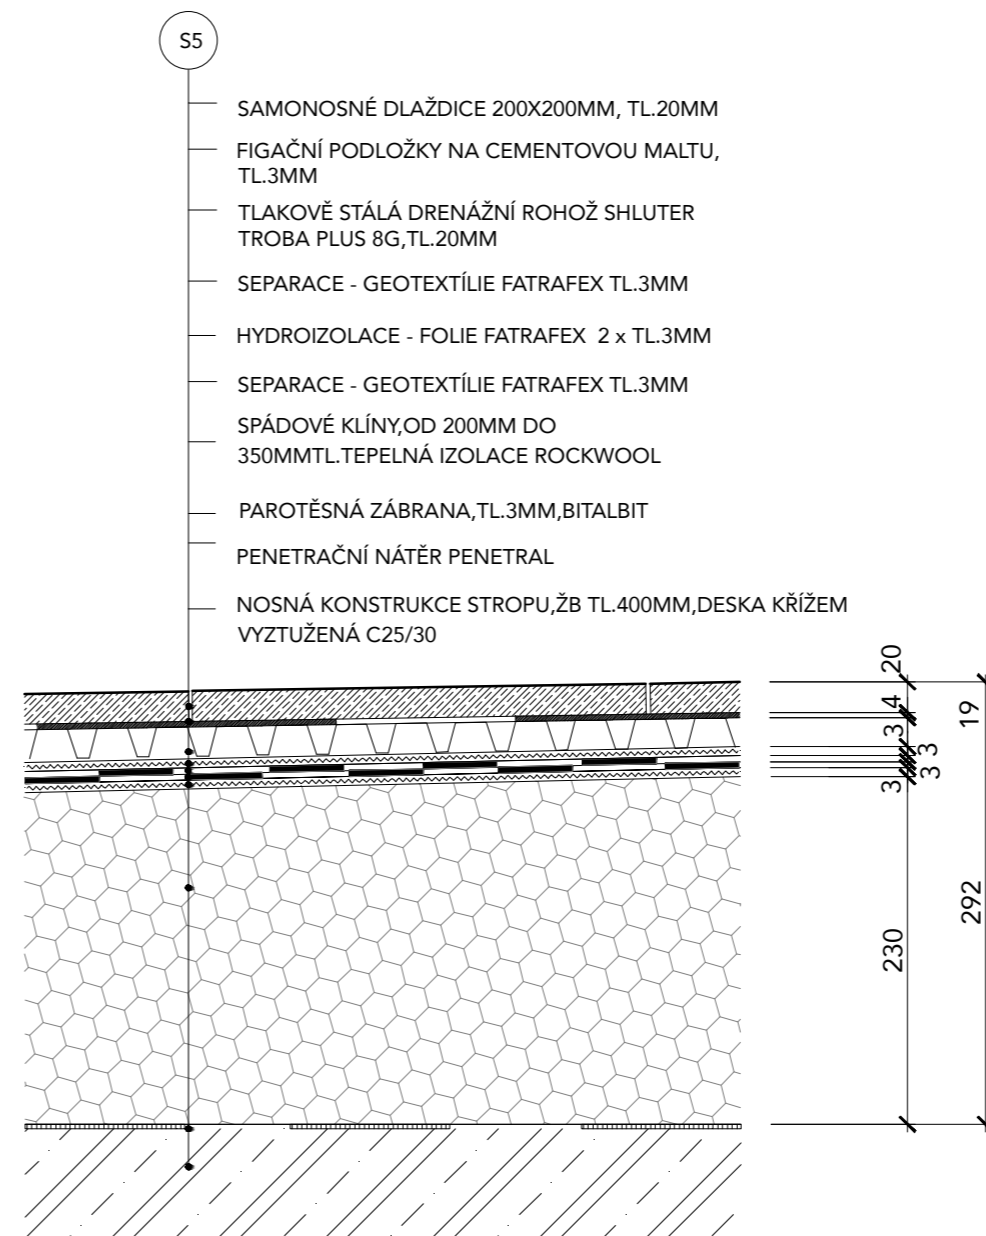 S5
SAMONOSNÉ DLAŽDICE 200X200MM, TL.20MM
FIGAČNÍ PODLOŽKY NA CEMENTOVOU MALTU,
TL.3MM
TLAKOVĚ STÁLÁ DRENÁŽNÍ ROHOŽ SHLUTER
TROBA PLUS 8G,TL.20MM
SEPARACE - GEOTEXTÍLIE FATRAFEX TL.3MM
HYDROIZOLACE - FOLIE FATRAFEX 2 x TL.3MM
SEPARACE - GEOTEXTÍLIE FATRAFEX TL.3MM
SPÁDOVÉ KLÍNY,OD 200MM DO
350MMTL.TEPELNÁ IZOLACE ROCKWOOL
PAROTĚSNÁ ZÁBRANA,TL.3MM,BITALBIT
PENETRAČNÍ NÁTĚR PENETRAL
NOSNÁ KONSTRUKCE STROPU,ŽB TL.400MM,DESKA KŘÍŽEM
VYZTUŽENÁ C25/30
20
4
19
3
3
3
3
292
230